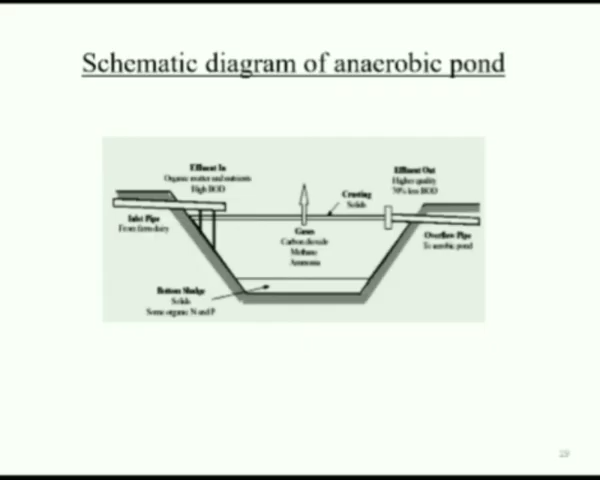 Schematic diagram of anaerobic pond
Effluent In
Organic matter and nutrients
High BOD
Effluent Out
Higher quality
70% less BOD
Crusting
Solids
Inlet Pipe
From farm dairy
Gases
Carbon dioxide
Methane
Ammonia
Overflow Pipe
To aerobic pond
Bottom Sludge
Solids
Some organic N and P